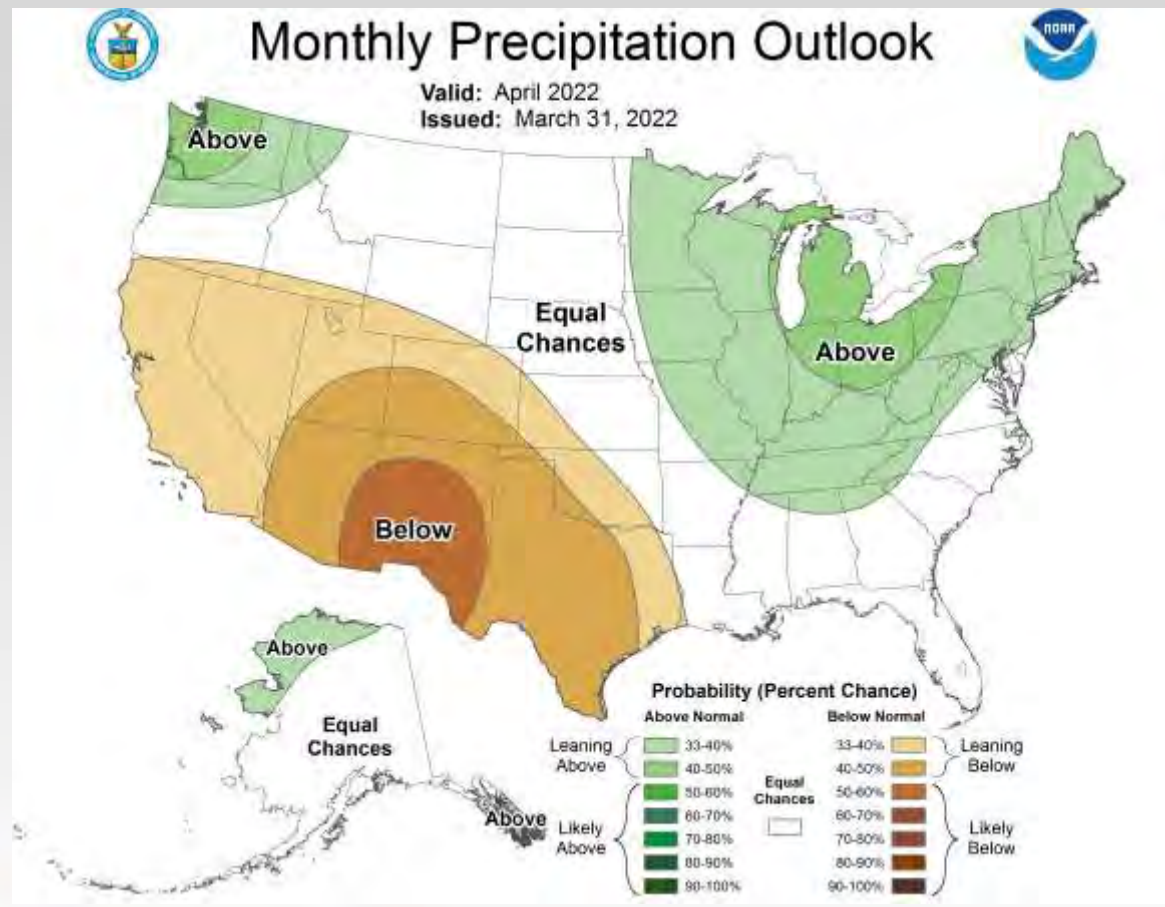 Monthly Precipitation Outlook
NOAA
Valid: April 2022
Issued: March 31, 2022
Above
Equal
Chances
Above
Below
Above
Equal
Chances
Above
Probability (Percent Chance)
Above Normal
Below Normal
Leaning
Above
33-40%
40-50%
Likely
Above
50-60%
60-70%
70-80%
80-90%
90-100%
Equal
Chances
33-40%
40-50%
Leaning
Below
50-60%
60-70%
70-80%
80-90%
90-100%
Likely
Below